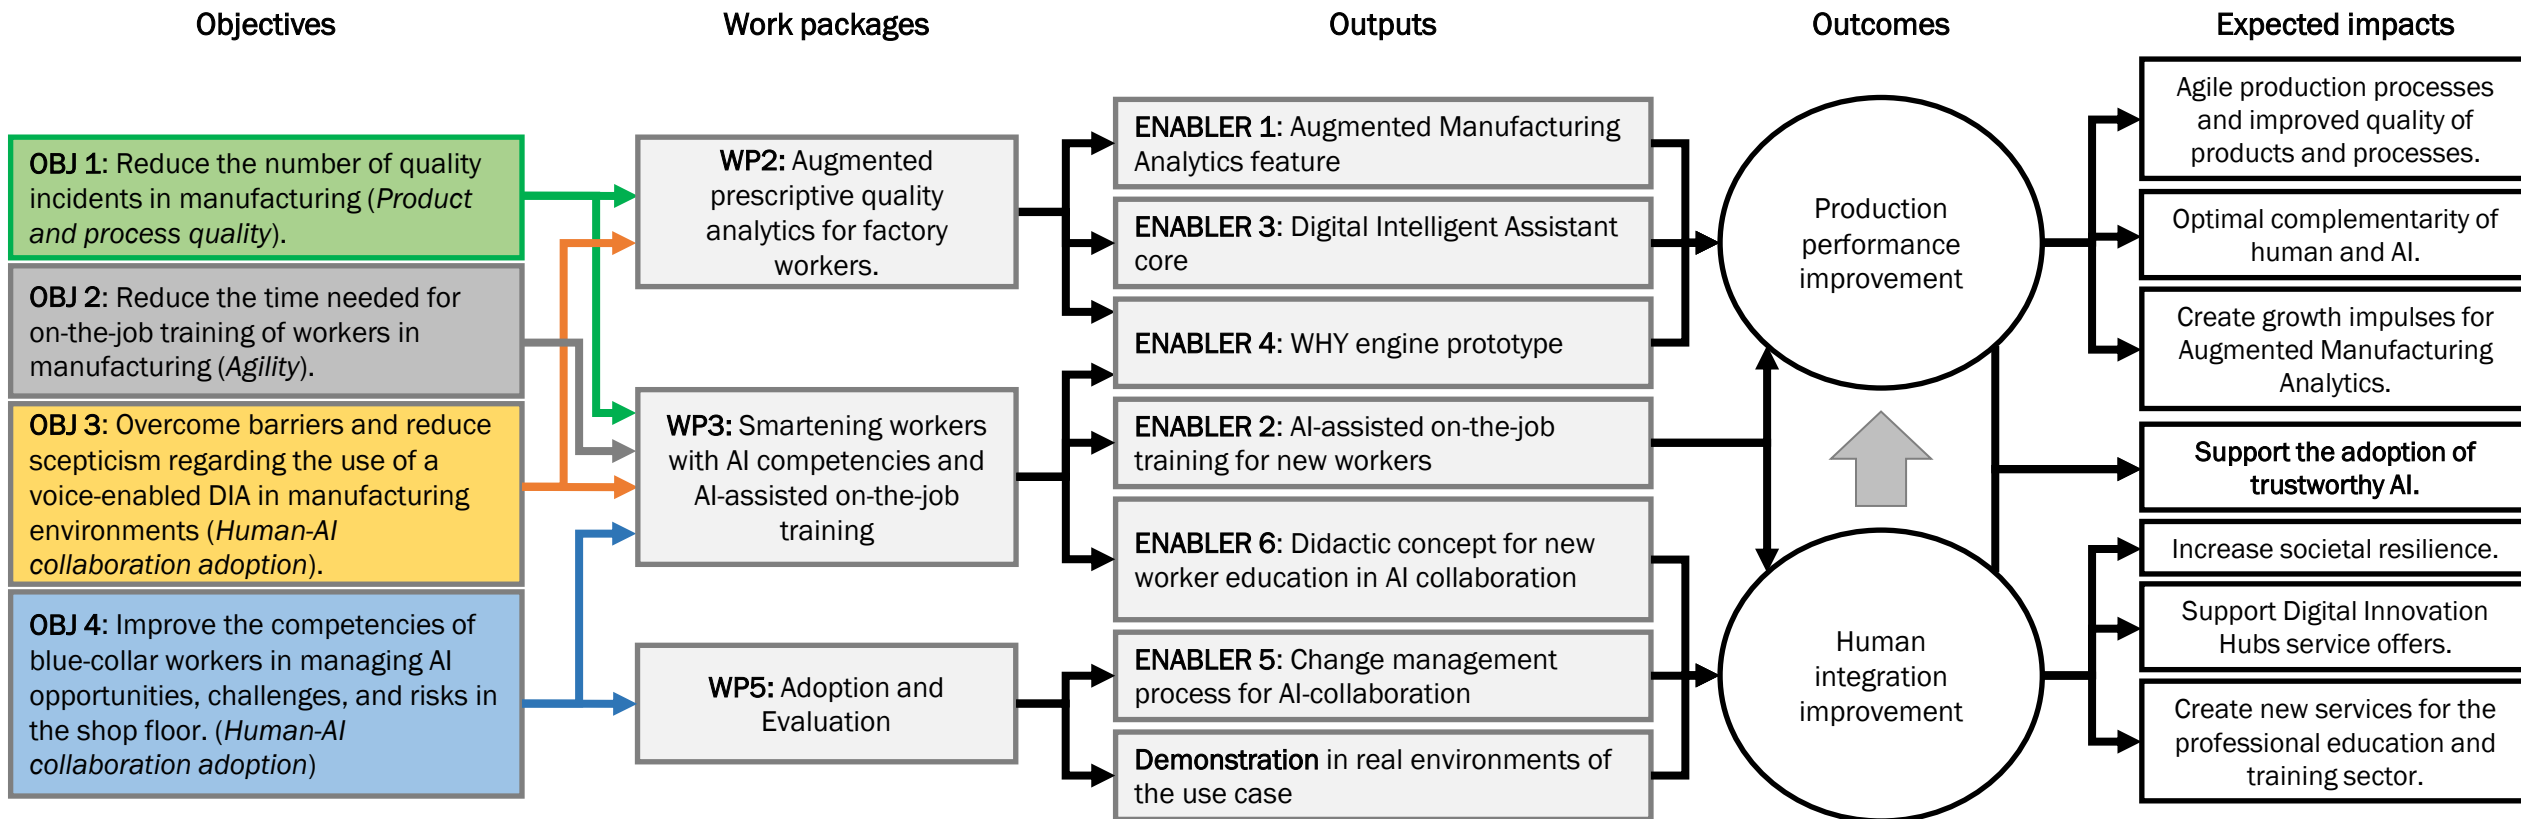 Objectives
Work packages
Outputs
Outcomes
Expected impacts
OBJ 1: Reduce the number of quality
incidents in manufacturing (Product
and process quality).
OBJ 2: Reduce the time needed for
on-the-job training of workers in
manufacturing (Agility).
OBJ 3: Overcome barriers and reduce
scepticism regarding the use of a
voice-enabled DIA in manufacturing
environments (Human-AI
collaboration adoption).
OBJ 4: Improve the competencies of
blue-collar workers in managing AI
opportunities, challenges, and risks in
the shop floor. (Human-AI
collaboration adoption)
WP2: Augmented
prescriptive quality
analytics for factory
workers.
WP3: Smartening workers
with AI competencies and
AI-assisted on-the-job
training
WP5: Adoption and
Evaluation
ENABLER 1: Augmented Manufacturing
Analytics feature
ENABLER 3: Digital Intelligent Assistant
core
ENABLER 4: WHY engine prototype
ENABLER 2: AI-assisted on-the-job
training for new workers
ENABLER 6: Didactic concept for new
worker education in AI collaboration
ENABLER 5: Change management
process for AI-collaboration
Demonstration in real environments of
the use case
Production
performance
improvement
Human
integration
improvement
Agile production processes
and improved quality of
products and processes.
Optimal complementarity of
human and AI.
Create growth impulses for
Augmented Manufacturing
Analytics.
Support the adoption of
trustworthy AI.
Increase societal resilience.
Support Digital Innovation
Hubs service offers.
Create new services for the
professional education and
training sector.